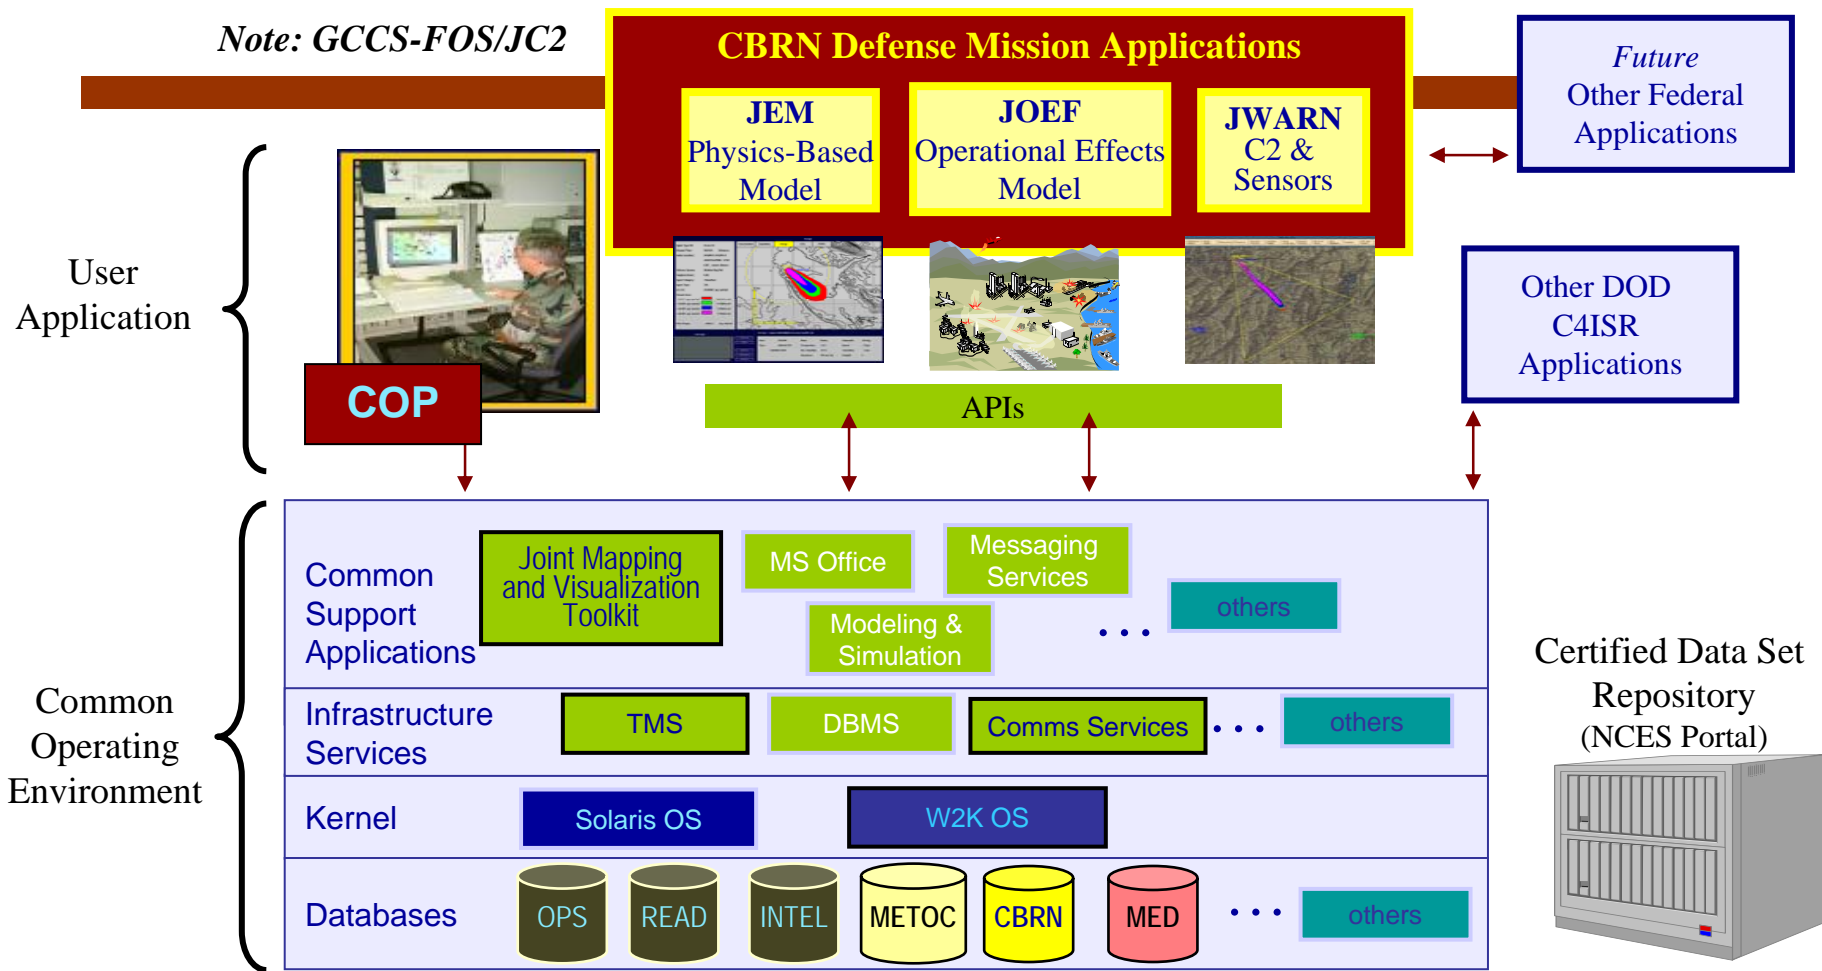 Note: GCCS-FOS/JC2
CBRN Defense Mission Applications
JEM
Physics-Based
Model
JOEF
Operational Effects
Model
JWARN
C2 &
Sensors
Future
Other Federal
Applications
User
Application
COP
APIs
Other DOD
C4ISR
Applications
Common
Operating
Environment
Common
Support
Applications
Joint Mapping
and Visualization
Toolkit
MS Office
Messaging
Services
Modeling &
Simulation
. . .
others
Infrastructure
Services
TMS
DBMS
Comms Services
. . .
others
Kernel
Solaris OS
W2K OS
Databases
OPS
READ
INTEL
METOC
CBRN
MED
. . .
others
Certified Data Set
Repository
(NCES Portal)